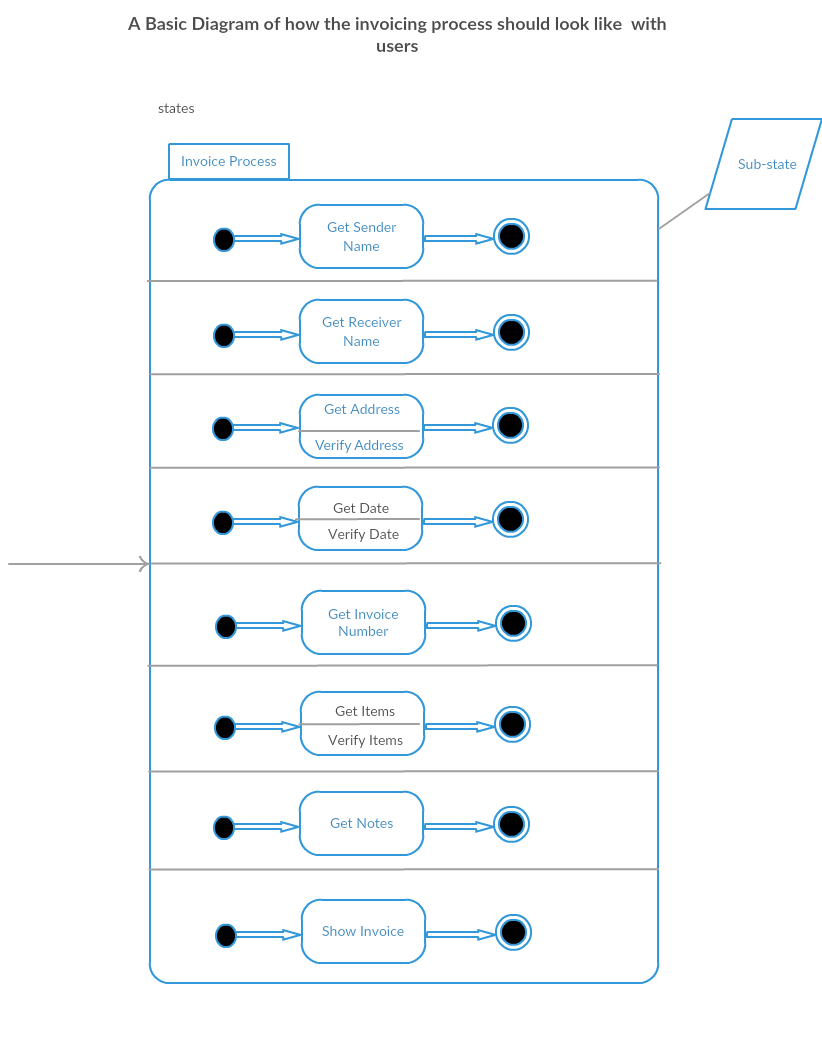 A Basic Diagram of how the invoicing process should look like  with
users
states
Invoice Process
Sub-state
Get Sender
Name
Get Receiver
Name
Get Address
Verify Address
Get Date
Verify Date
Get Invoice
Number
Get Items
Verify Items
Get Notes
Show Invoice